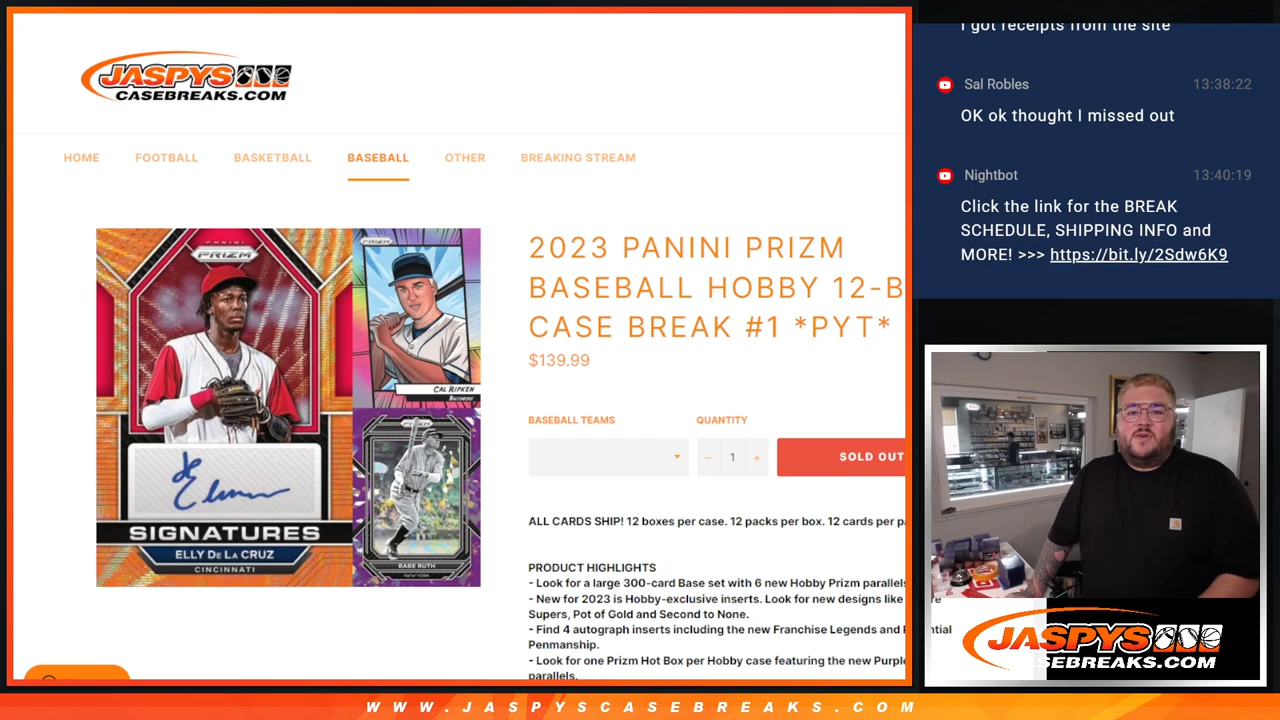 JASPYS
CASEBREAKS.COM
HOME FOOTBALL BASKETBALL BASEBALL OTHER BREAKING STREAM
PANINI
PRIZM
SIGNATURES
ELLY DE LA CRUZ
CINCINNATI
PRIZM
CAL RIPKEN
BALTIMORE
PRIZM
BABE RUTH
NEW YORK
2023 PANINI PRIZM
BASEBALL HOBBY 12-B
CASE BREAK #1 *PYT*
$139.99
BASEBALL TEAMS QUANTITY
− 1 + SOLD OUT
ALL CARDS SHIP! 12 boxes per case. 12 packs per box. 12 cards per pa
PRODUCT HIGHLIGHTS
- Look for a large 300-card Base set with 6 new Hobby Prizm parallels
- New for 2023 is Hobby-exclusive inserts. Look for new designs like
Supers, Pot of Gold and Second to None.
- Find 4 autograph inserts including the new Franchise Legends and
Penmanship.
- Look for one Prizm Hot Box per Hobby case featuring the new Purple
parallels.
I got receipts from the site
Sal Robles 13:38:22
OK ok thought I missed out
Nightbot 13:40:19
Click the link for the BREAK
SCHEDULE, SHIPPING INFO and
MORE! >>> https://bit.ly/2Sdw6K9
JASPYS
CASEBREAKS.COM
WWW.JASPYSCASEBREAKS.COM